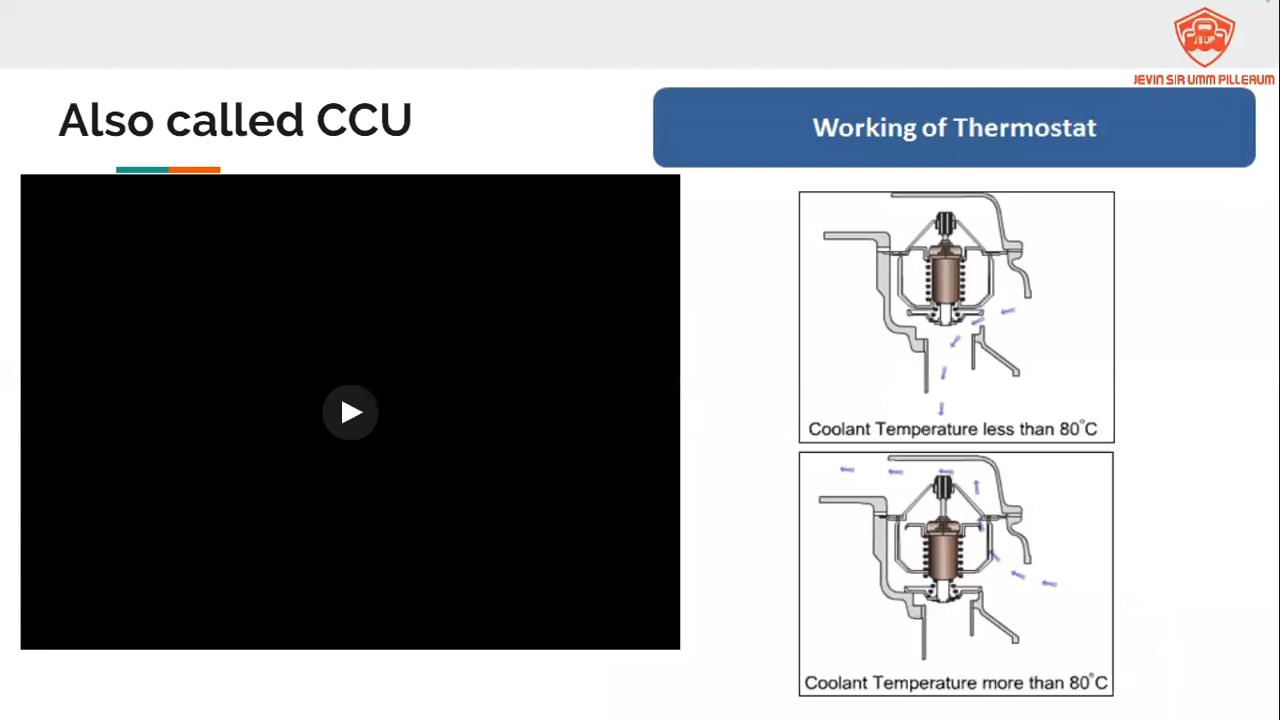 JSUP
JEVIN SIR UMM PILLERUM
Also called CCU
Working of Thermostat
Coolant Temperature less than 80°C
Coolant Temperature more than 80°C